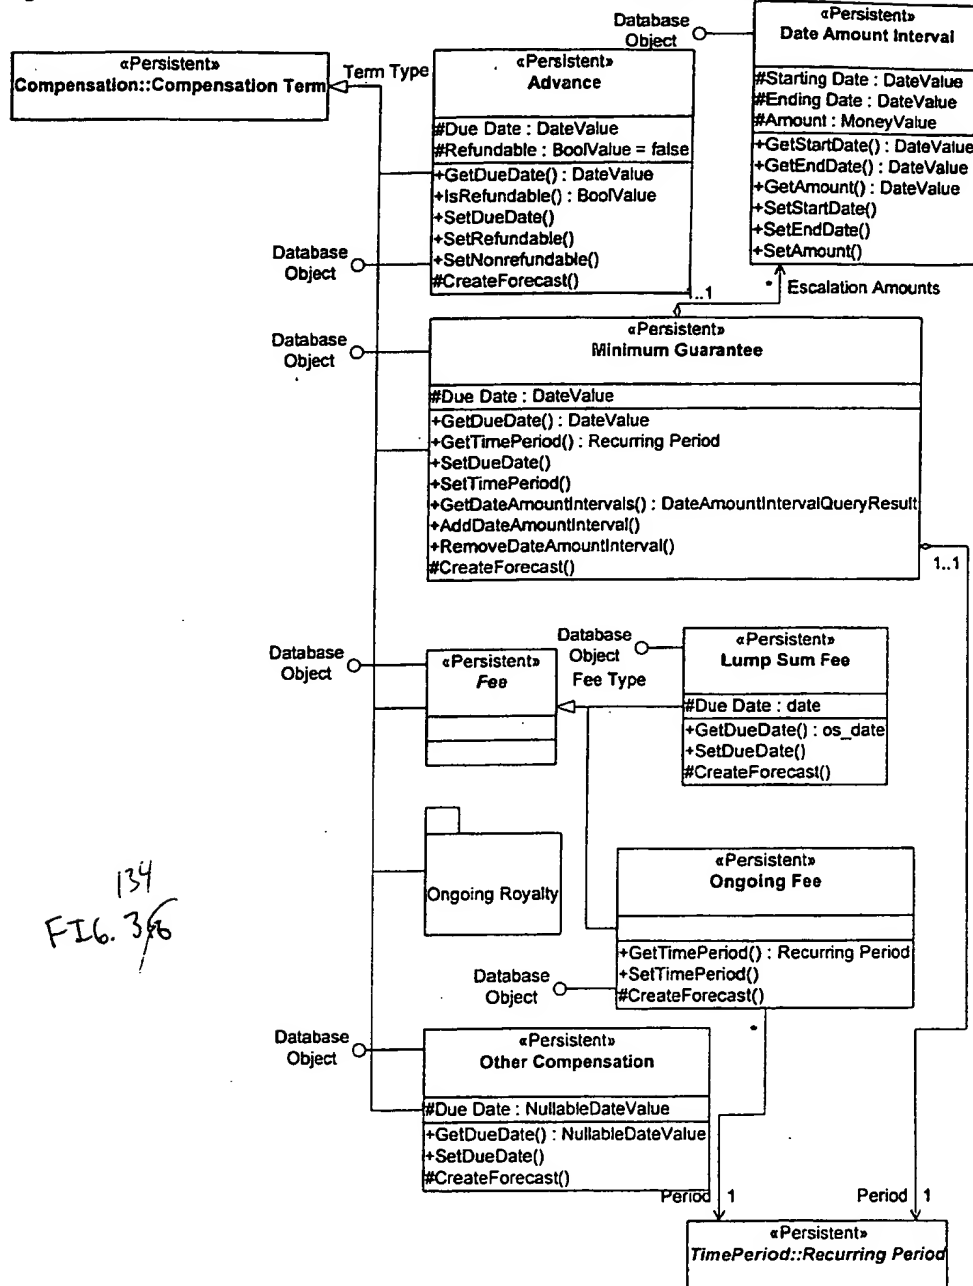 Database
Object
«Persistent»
Date Amount Interval
#Starting Date : DateValue
#Ending Date : DateValue
#Amount : MoneyValue
+GetStartDate() : DateValue
+GetEndDate() : DateValue
+GetAmount() : DateValue
+SetStartDate()
+SetEndDate()
+SetAmount()
«Persistent»
Compensation::Compensation Term
Term Type
«Persistent»
Advance
#Due Date : DateValue
#Refundable : BoolValue = false
+GetDueDate() : DateValue
+IsRefundable() : BoolValue
+SetDueDate()
+SetRefundable()
+SetNonrefundable()
#CreateForecast()
Database
Object
1..1
*
Escalation Amounts
Database
Object
«Persistent»
Minimum Guarantee
#Due Date : DateValue
+GetDueDate() : DateValue
+GetTimePeriod() : Recurring Period
+SetDueDate()
+SetTimePeriod()
+GetDateAmountIntervals() : DateAmountIntervalQueryResult
+AddDateAmountInterval()
+RemoveDateAmountInterval()
#CreateForecast()
1..1
Database
Object
«Persistent»
Fee
Fee Type
Database
Object
«Persistent»
Lump Sum Fee
#Due Date : date
+GetDueDate() : os_date
+SetDueDate()
#CreateForecast()
Ongoing Royalty
«Persistent»
Ongoing Fee
+GetTimePeriod() : Recurring Period
+SetTimePeriod()
#CreateForecast()
Database
Object
*
134
FIG. 3
Database
Object
«Persistent»
Other Compensation
#Due Date : NullableDateValue
+GetDueDate() : NullableDateValue
+SetDueDate()
#CreateForecast()
Period 1
Period 1
«Persistent»
TimePeriod::Recurring Period